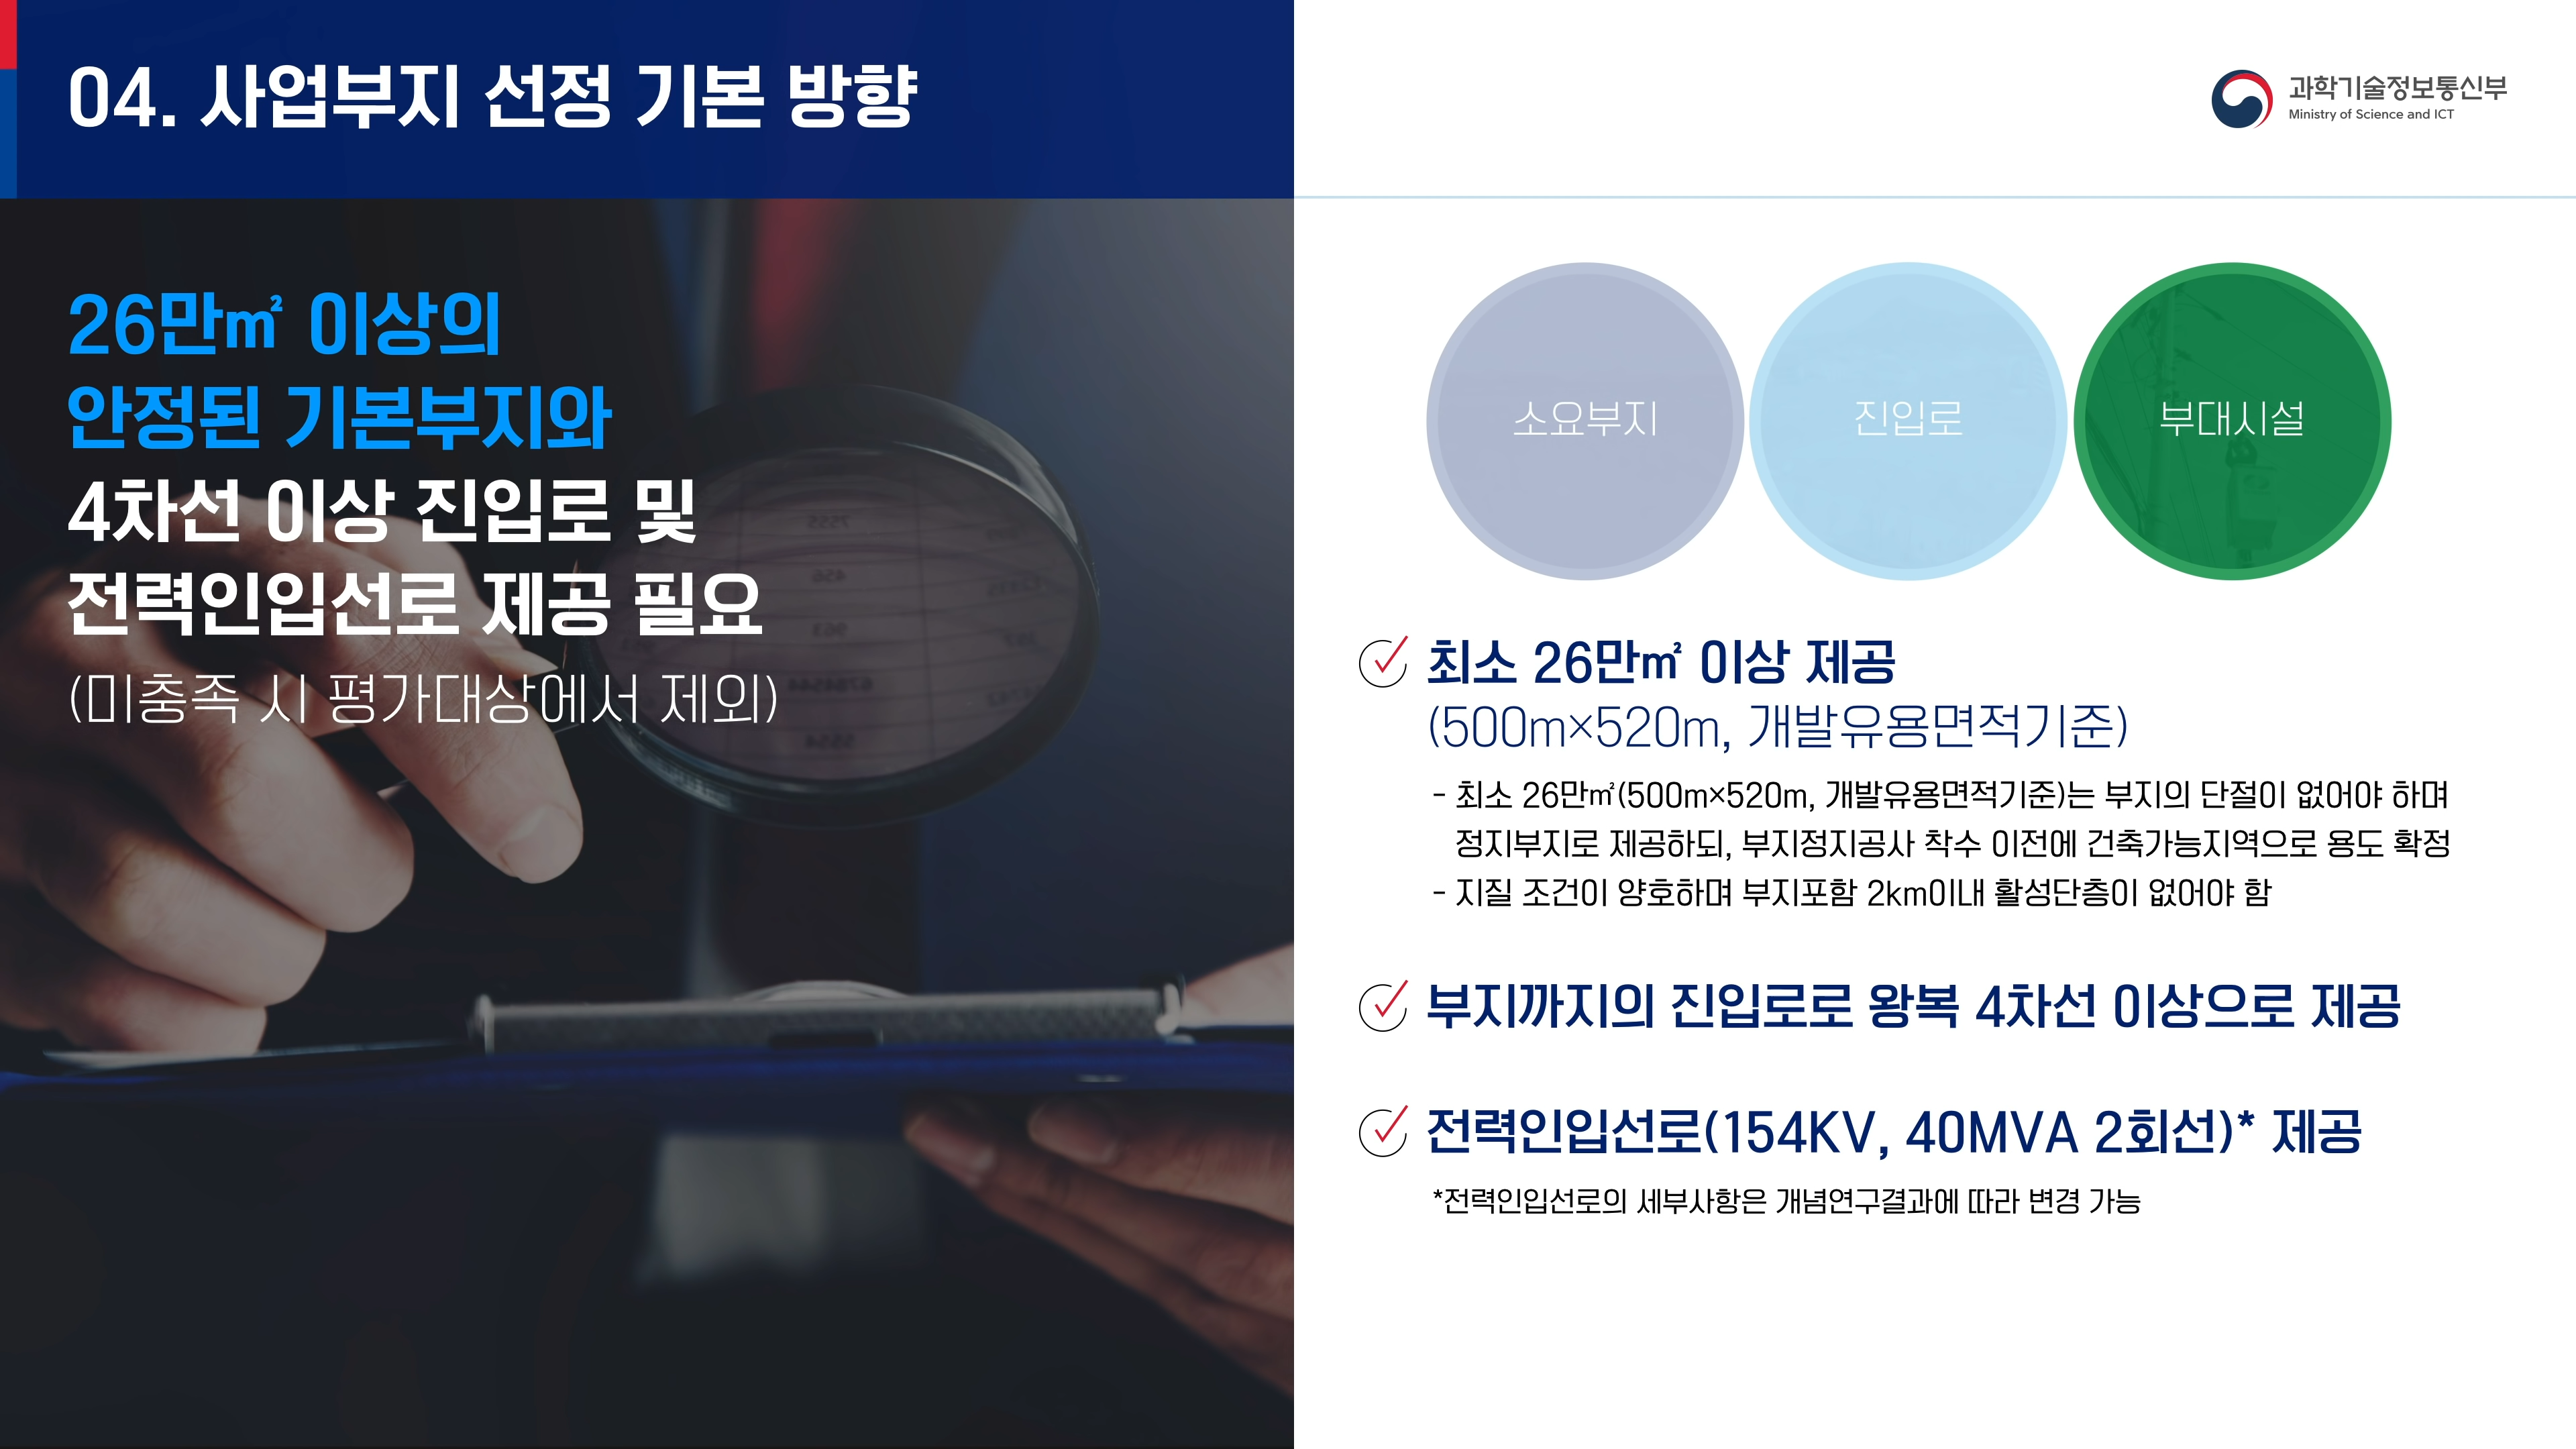 04. 사업부지 선정 기본 방향
과학기술정보통신부
Ministry of Science and ICT
26만㎡ 이상의
안정된 기본부지와
4차선 이상 진입로 및
전력인입선로 제공 필요
(미충족 시 평가대상에서 제외)
소요부지
진입로
부대시설
최소 26만㎡ 이상 제공
(500m×520m, 개발유용면적기준)
- 최소 26만㎡(500m×520m, 개발유용면적기준)는 부지의 단절이 없어야 하며
정지부지로 제공하되, 부지정지공사 착수 이전에 건축가능지역으로 용도 확정
- 지질 조건이 양호하며 부지포함 2km이내 활성단층이 없어야 함
부지까지의 진입로로 왕복 4차선 이상으로 제공
전력인입선로(154KV, 40MVA 2회선)* 제공
*전력인입선로의 세부사항은 개념연구결과에 따라 변경 가능